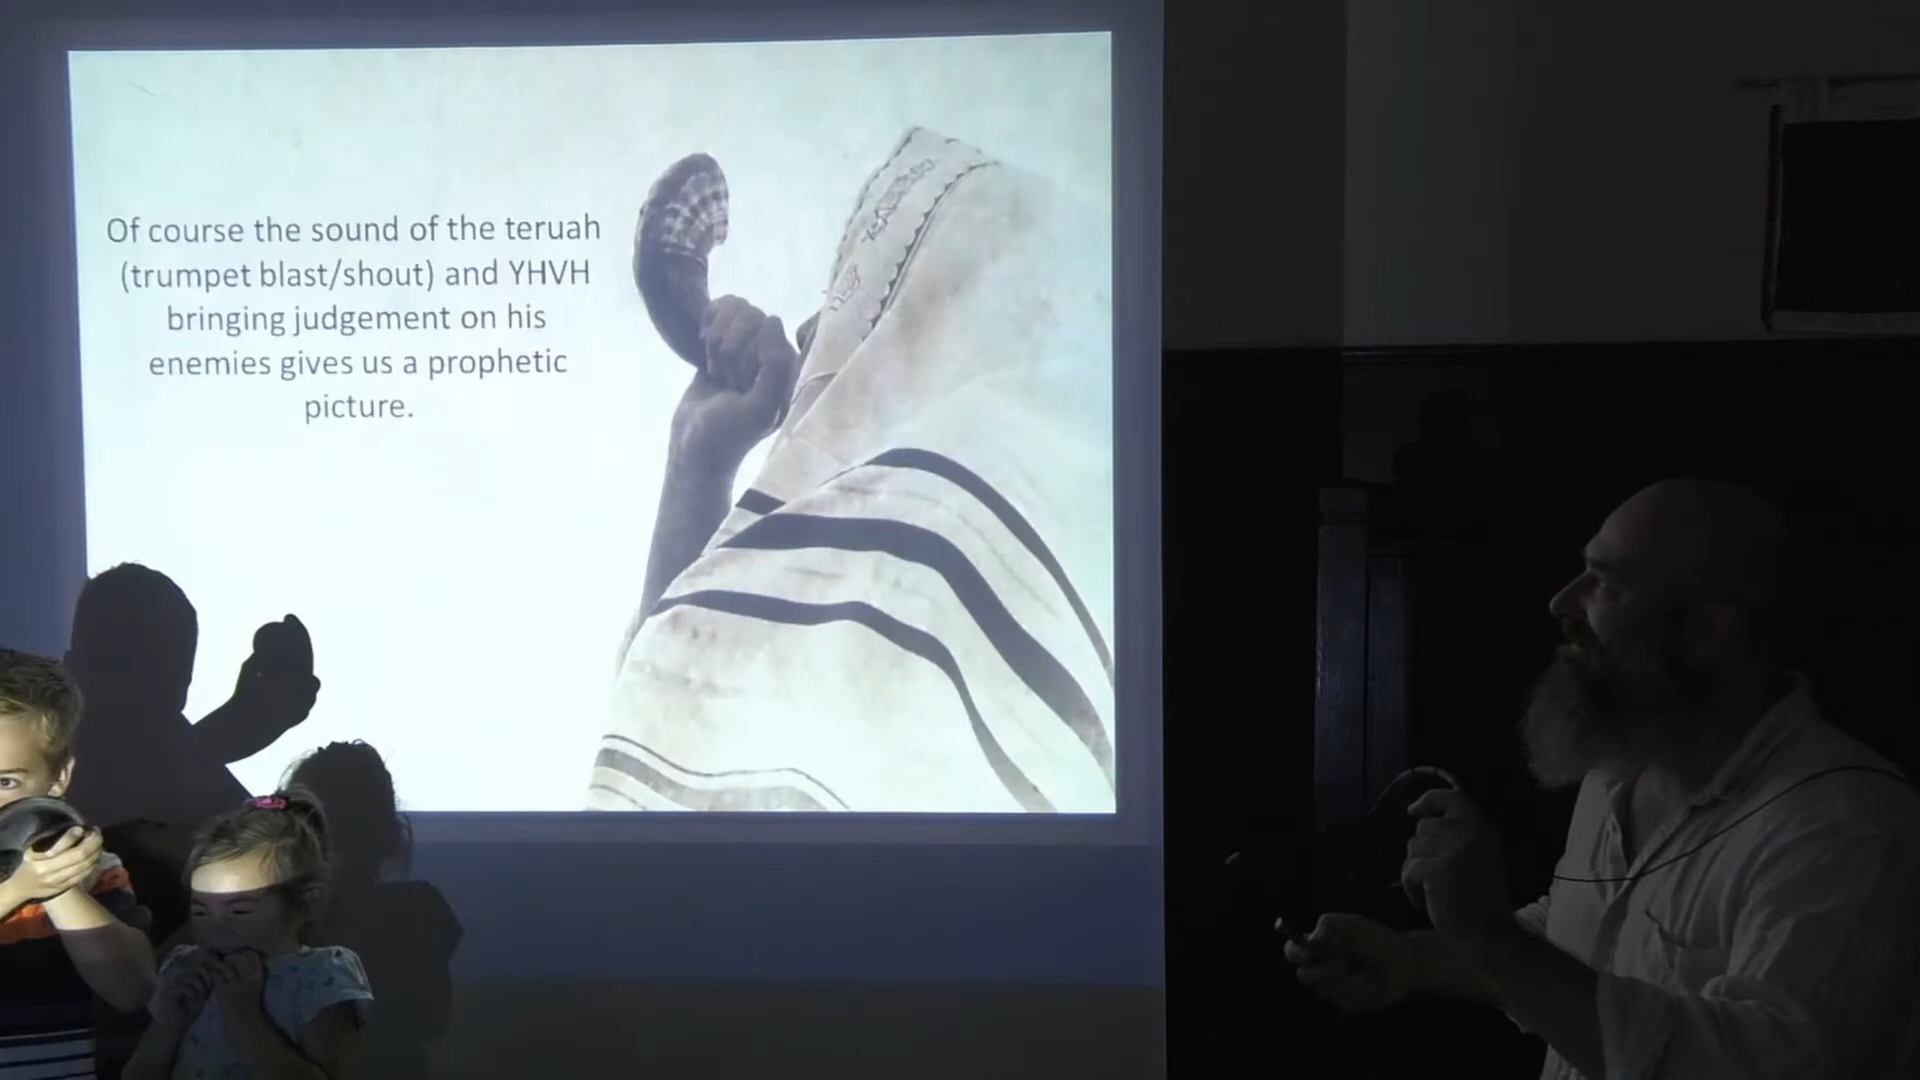 Of course the sound of the teruah
(trumpet blast/shout) and YHVH
bringing judgement on his
enemies gives us a prophetic
picture.